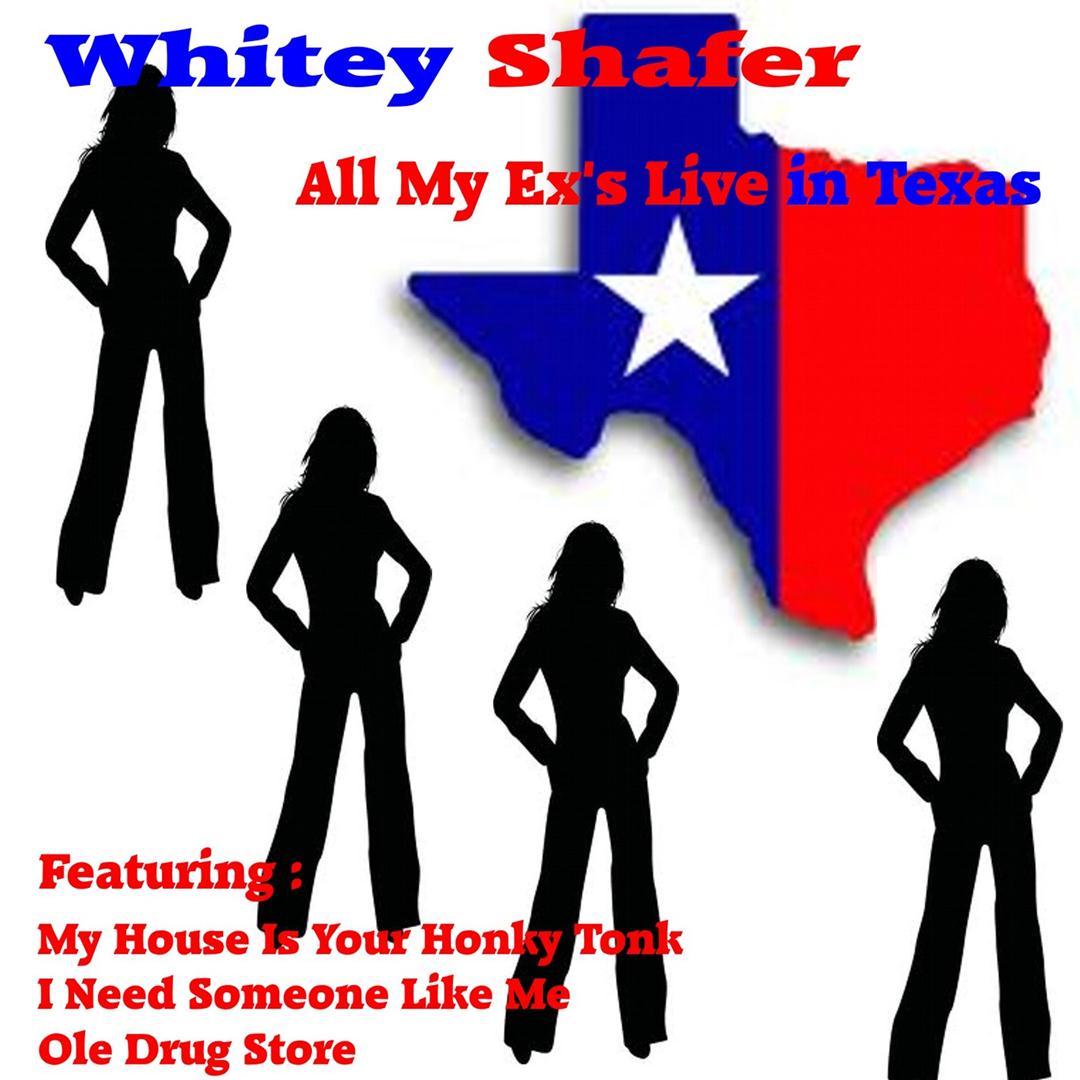 Whitey Shafer
All My Ex's Live in Texas
Featuring :
My House Is Your Honky Tonk
I Need Someone Like Me
Ole Drug Store